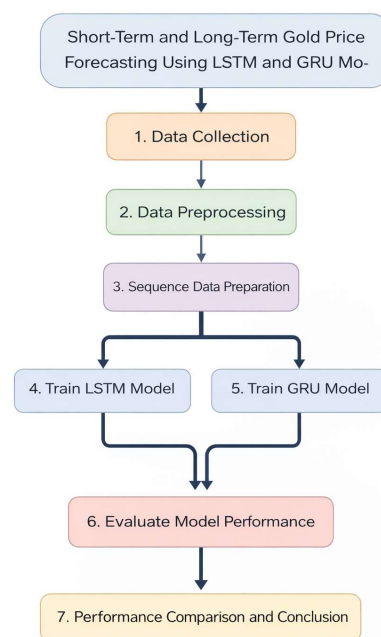 Short-Term and Long-Term Gold Price
Forecasting Using LSTM and GRU Mo-
1. Data Collection
2. Data Preprocessing
3. Sequence Data Preparation
4. Train LSTM Model
5. Train GRU Model
6. Evaluate Model Performance
7. Performance Comparison and Conclusion